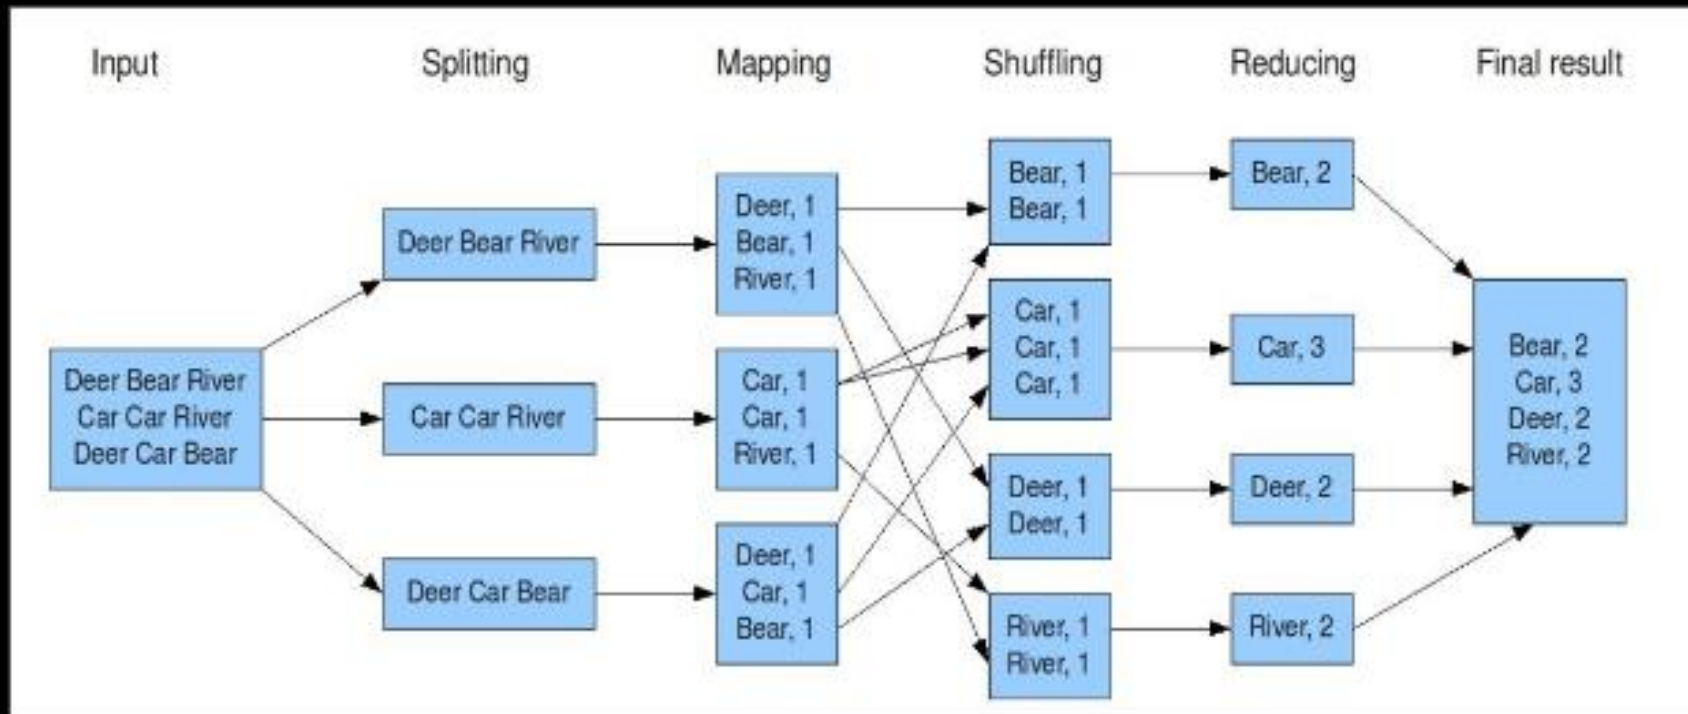 Input
Splitting
Mapping
Shuffling
Reducing
Final result
Deer Bear River
Car Car River
Deer Car Bear
Deer Bear River
Car Car River
Deer Car Bear
Deer, 1
Bear, 1
River, 1
Car, 1
Car, 1
River, 1
Deer, 1
Car, 1
Bear, 1
Bear, 1
Bear, 1
Car, 1
Car, 1
Car, 1
Deer, 1
Deer, 1
River, 1
River, 1
Bear, 2
Car, 3
Deer, 2
River, 2
Bear, 2
Car, 3
Deer, 2
River, 2